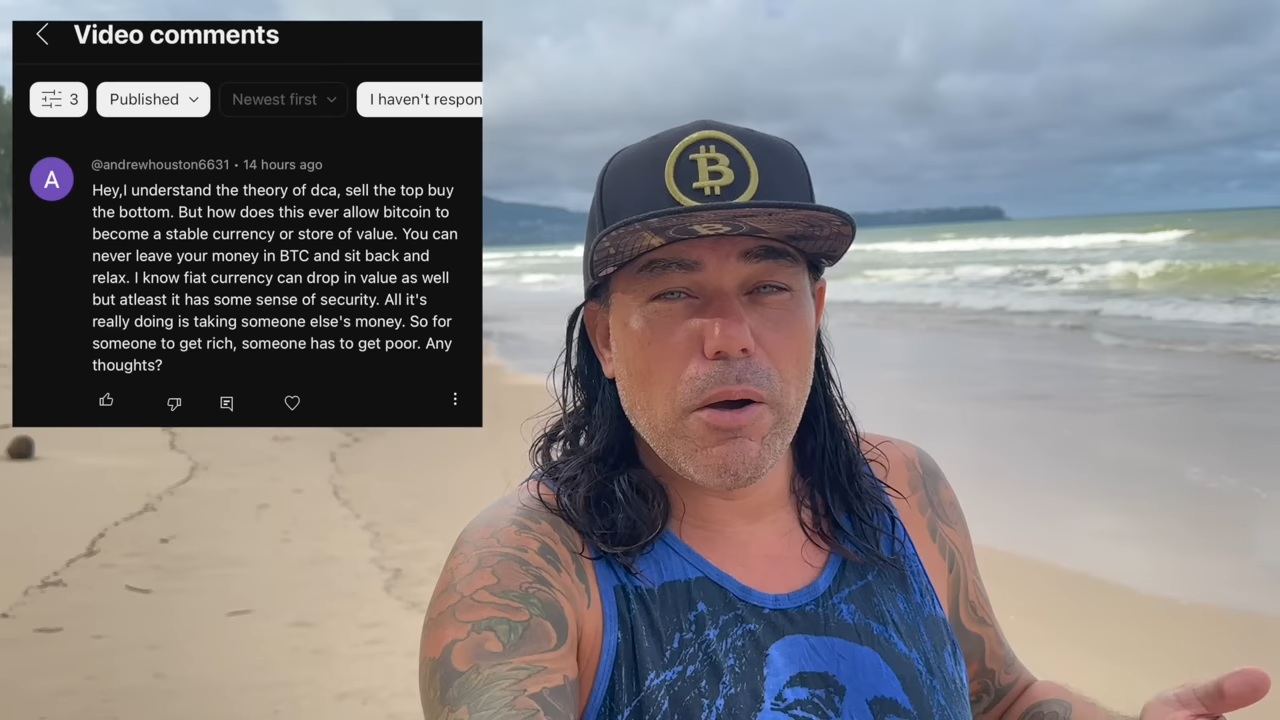 Video comments
3
Published
Newest first
I haven't respon
A
@andrewhouston6631 • 14 hours ago
Hey,I understand the theory of dca, sell the top buy
the bottom. But how does this ever allow bitcoin to
become a stable currency or store of value. You can
never leave your money in BTC and sit back and
relax. I know fiat currency can drop in value as well
but atleast it has some sense of security. All it's
really doing is taking someone else's money. So for
someone to get rich, someone has to get poor. Any
thoughts?